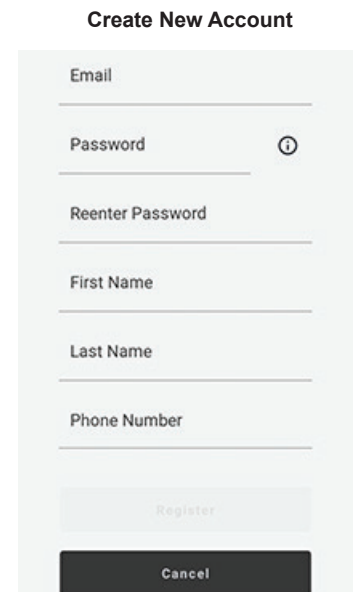 Create New Account
Email
Password
Reenter Password
First Name
Last Name
Phone Number
Register
Cancel